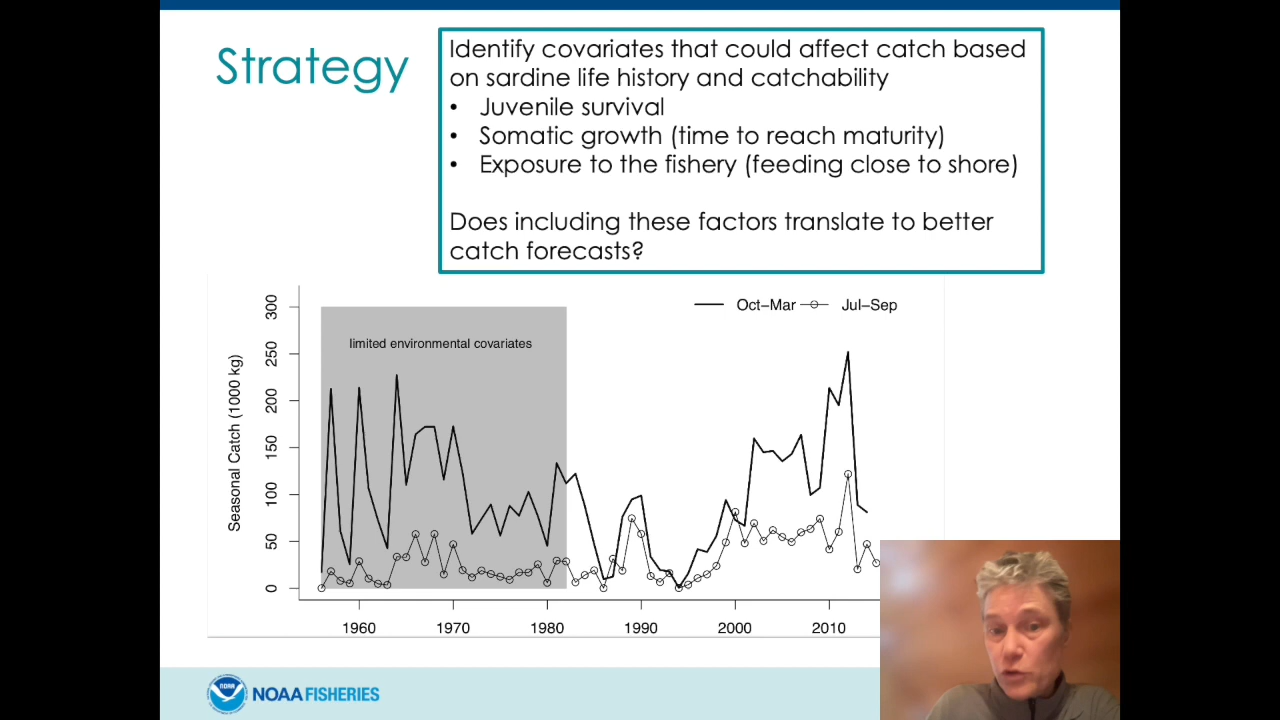 Strategy
Identify covariates that could affect catch based
on sardine life history and catchability
• Juvenile survival
• Somatic growth (time to reach maturity)
• Exposure to the fishery (feeding close to shore)
Does including these factors translate to better
catch forecasts?
Oct–Mar Jul–Sep
limited environmental covariates
Seasonal Catch (1000 kg)
300
250
200
150
100
50
0
1960 1970 1980 1990 2000 2010
NOAA
NOAA FISHERIES